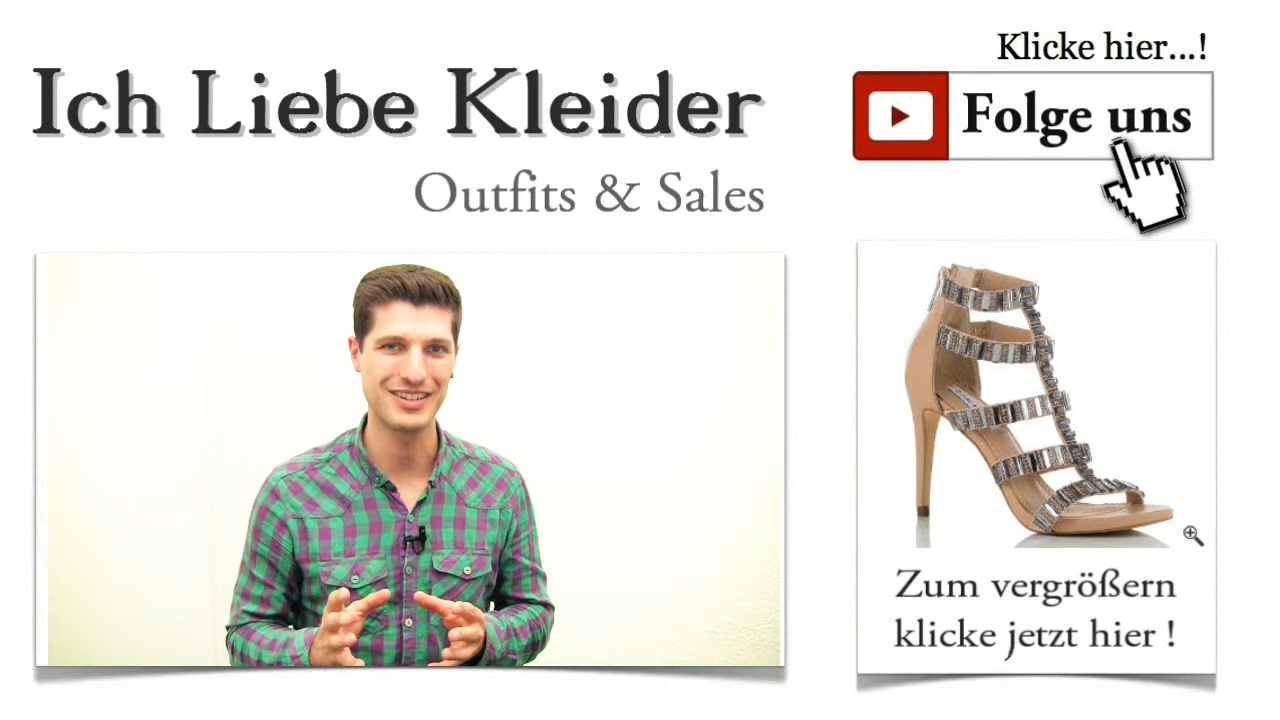 Ich Liebe Kleider
Outfits & Sales
Klicke hier...!
Folge uns
Zum vergrößern
klicke jetzt hier !